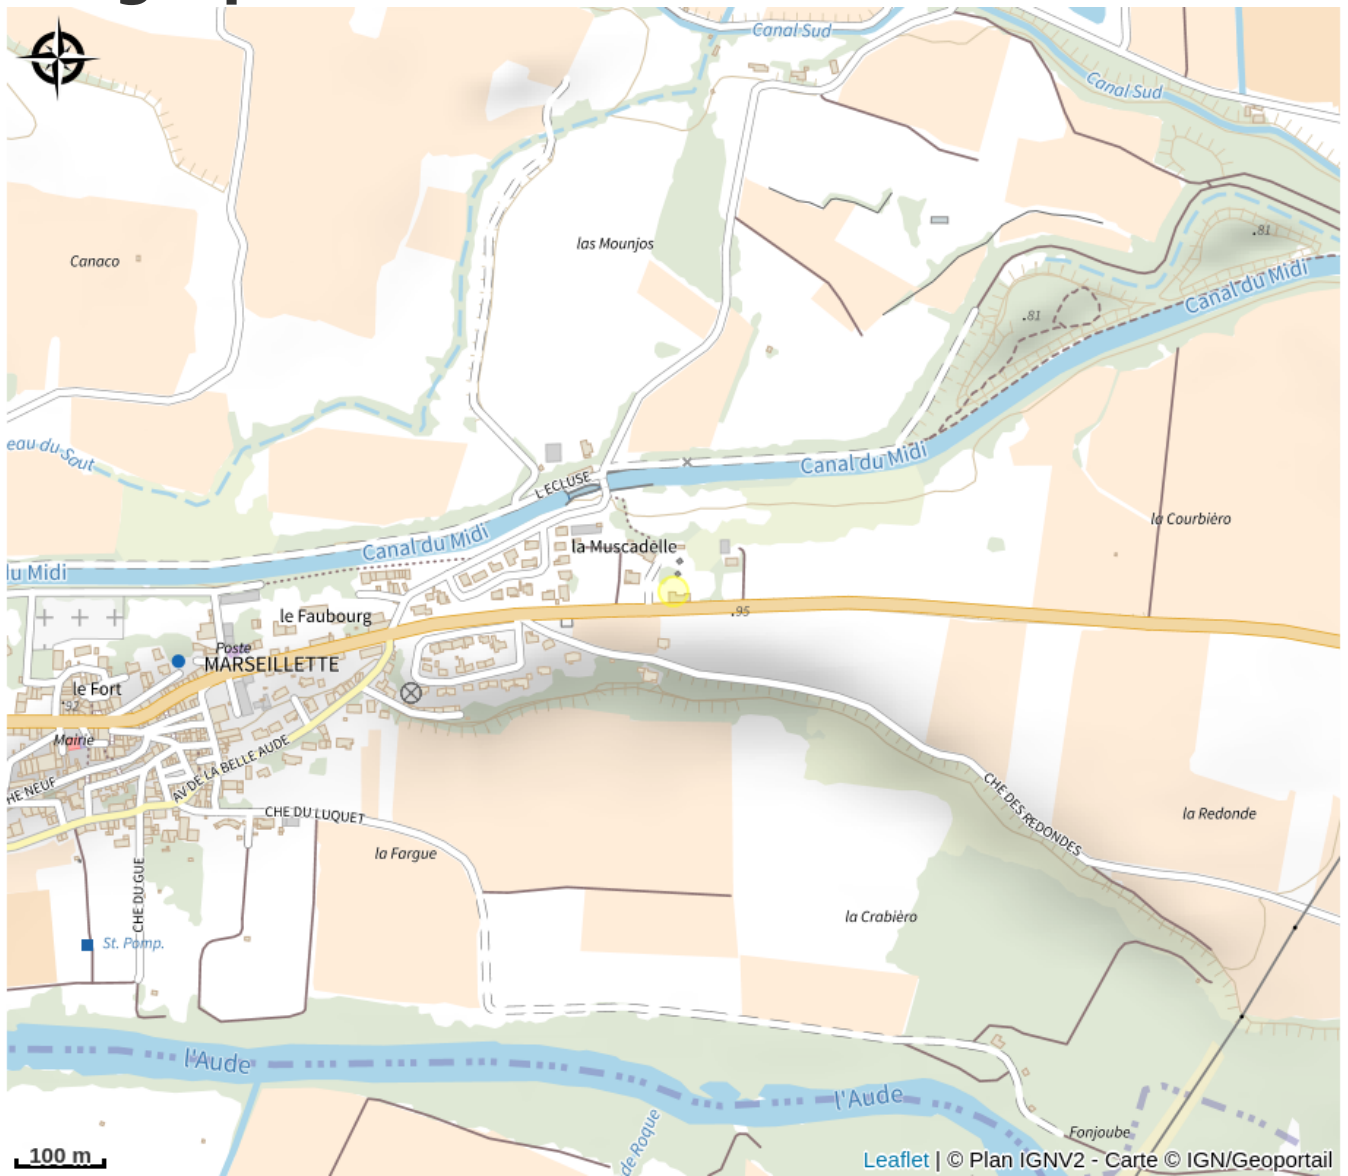 Canal Sud
Canal Sud
.81
las Mounjos
Canaco
Canal du Midi
.81
eau du Sout
Canal du Midi
L'ECLUSE
la Courbièro
Canal du Midi
la Muscadelle
du Midi
.95
le Faubourg
Poste
MARSEILLETTE
le Fort
.92
Mairie
AV DE LA BELLE AUDE
HE NEUF
CHE DES REDONDES
la Redonde
CHE DU LUQUET
la Fargue
CHE DU GUE
la Crabièro
St. Pomp.
l'Aude
l'Aude
de Roque
Fonjoube
100 m
Leaflet | © Plan IGNV2 - Carte © IGN/Geoportail